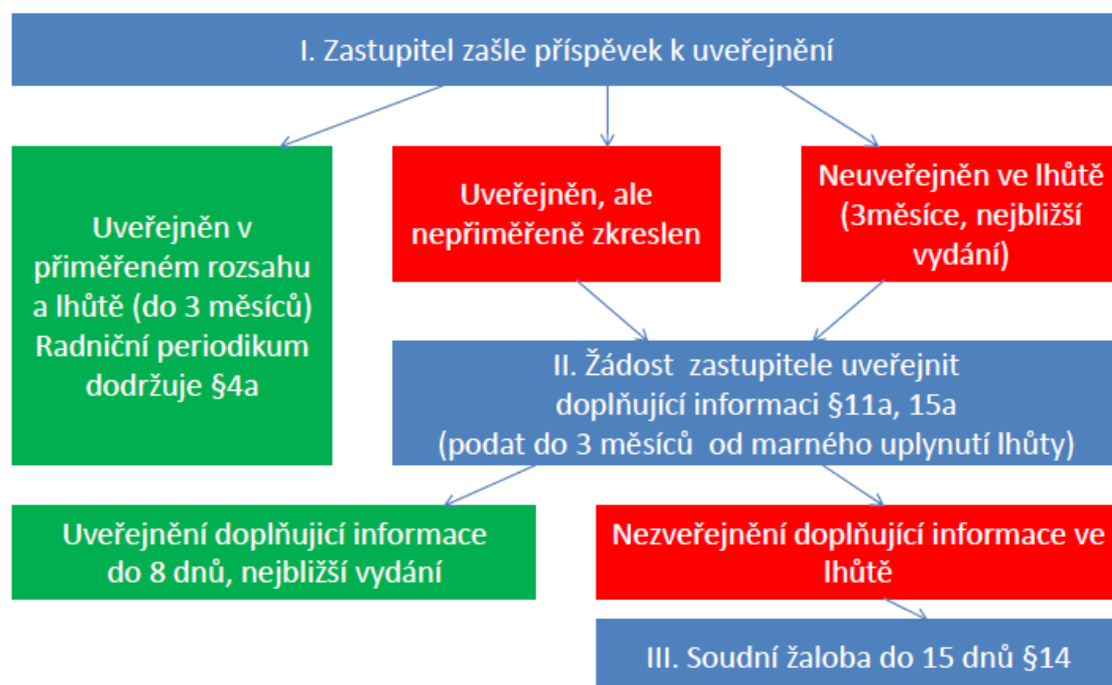 I. Zastupitel zašle příspěvek k uveřejnění
Uveřejněn v
přiměřeném rozsahu
a lhůtě (do 3 měsíců)
Radniční periodikum
dodržuje §4a
Uveřejněn, ale
nepřiměřeně zkreslen
Neuveřejněn ve lhůtě
(3měsíce, nejbližší
vydání)
II. Žádost zastupitele uveřejnit
doplňující informaci §11a, 15a
(podat do 3 měsíců od marného uplynutí lhůty)
Uveřejnění doplňujicí informace
do 8 dnů, nejbližší vydání
Nezveřejnění doplňující informace ve
lhůtě
III. Soudní žaloba do 15 dnů §14